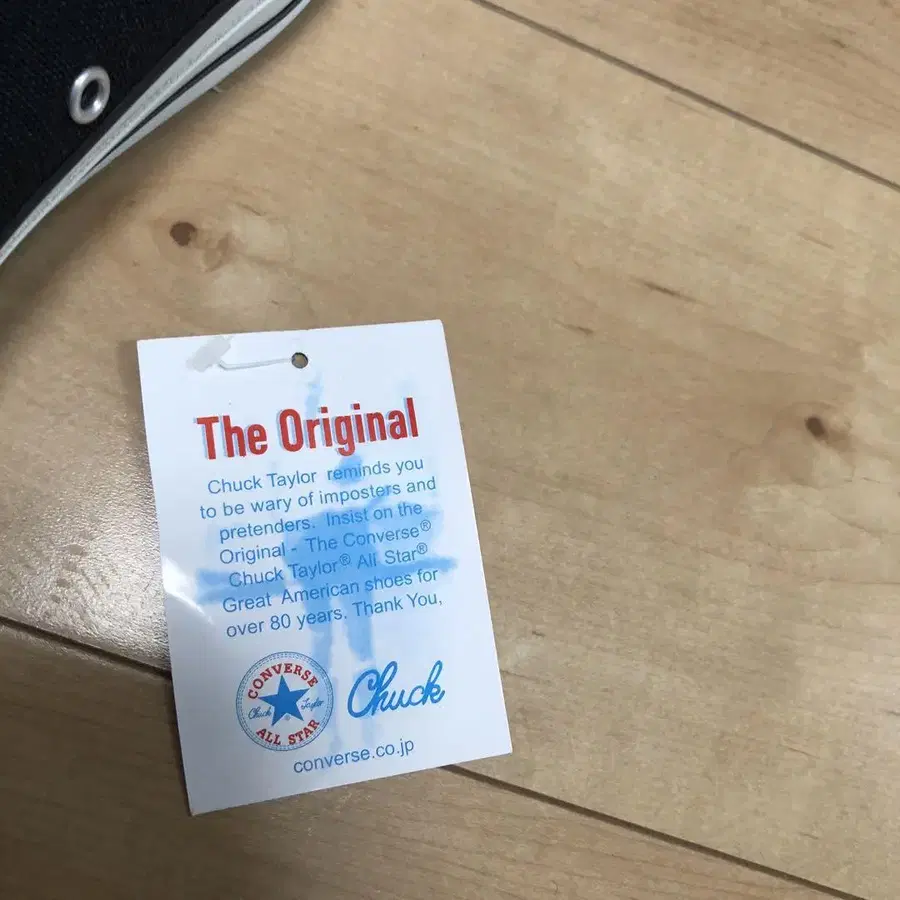 The Original
Chuck Taylor reminds you
to be wary of imposters and
pretenders. Insist on the
Original - The Converse®
Chuck Taylor® All Star®
Great American shoes for
over 80 years. Thank You,
CONVERSE
Chuck Taylor
ALL STAR
Chuck
converse.co.jp